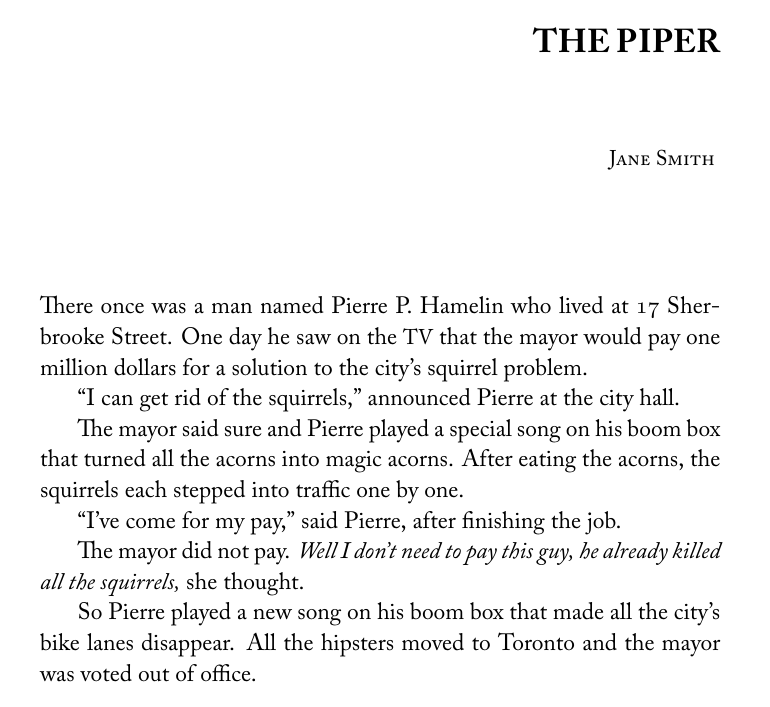 THE PIPER
Jane Smith
There once was a man named Pierre P. Hamelin who lived at 17 Sher-
brooke Street. One day he saw on the TV that the mayor would pay one
million dollars for a solution to the city’s squirrel problem.
“I can get rid of the squirrels,” announced Pierre at the city hall.
The mayor said sure and Pierre played a special song on his boom box
that turned all the acorns into magic acorns. After eating the acorns, the
squirrels each stepped into traffic one by one.
“I’ve come for my pay,” said Pierre, after finishing the job.
The mayor did not pay. Well I don’t need to pay this guy, he already killed
all the squirrels, she thought.
So Pierre played a new song on his boom box that made all the city’s
bike lanes disappear. All the hipsters moved to Toronto and the mayor
was voted out of office.